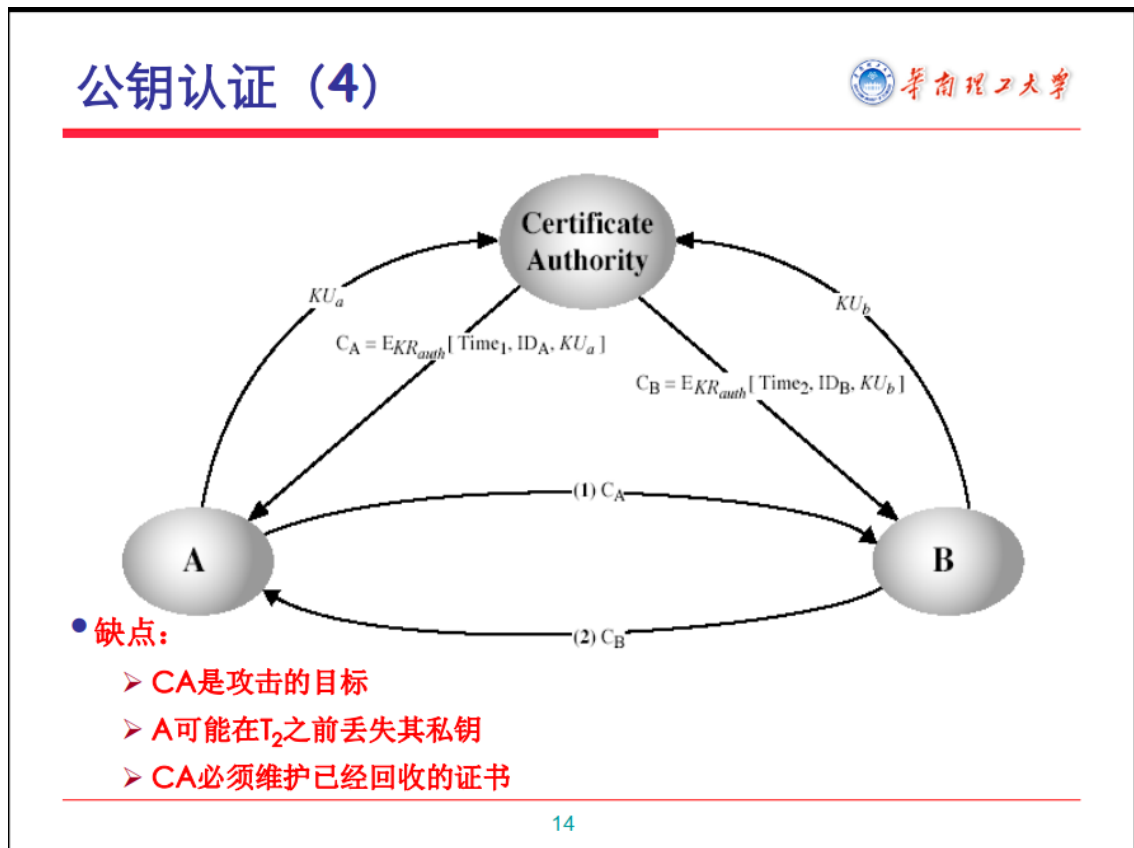 公钥认证（4）
华南理工大学
Certificate
Authority
KUa
KUb
CA = EKRauth[ Time1, IDA, KUa ]
CB = EKRauth[ Time2, IDB, KUb ]
(1) CA
A
B
(2) CB
缺点：
CA是攻击的目标
A可能在T2之前丢失其私钥
CA必须维护已经回收的证书
14